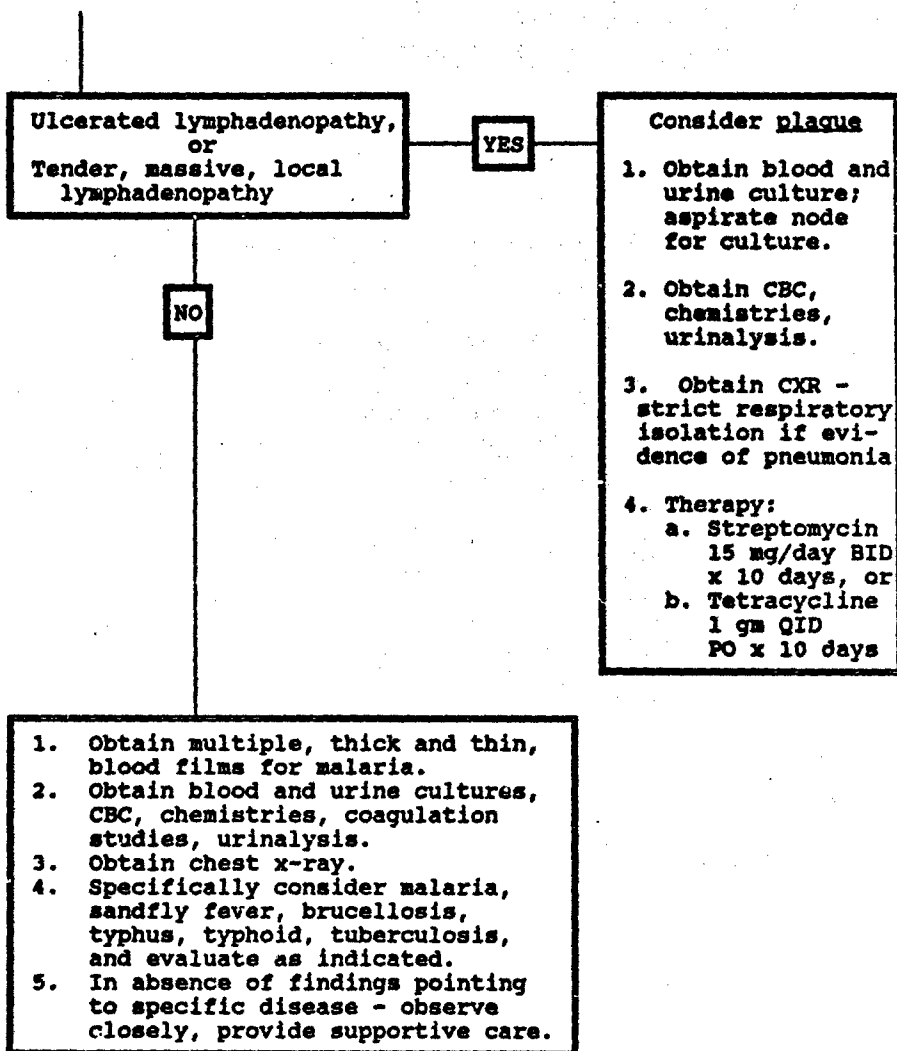 Ulcerated lymphadenopathy,
or
Tender, massive, local
lymphadenopathy
YES
Consider plague
1. Obtain blood and
urine culture;
aspirate node
for culture.
2. Obtain CBC,
chemistries,
urinalysis.
3. Obtain CXR -
strict respiratory
isolation if evi-
dence of pneumonia
4. Therapy:
a. Streptomycin
15 mg/day BID
x 10 days, or
b. Tetracycline
1 gm QID
PO x 10 days
NO
1. Obtain multiple, thick and thin,
blood films for malaria.
2. Obtain blood and urine cultures,
CBC, chemistries, coagulation
studies, urinalysis.
3. Obtain chest x-ray.
4. Specifically consider malaria,
sandfly fever, brucellosis,
typhus, typhoid, tuberculosis,
and evaluate as indicated.
5. In absence of findings pointing
to specific disease - observe
closely, provide supportive care.